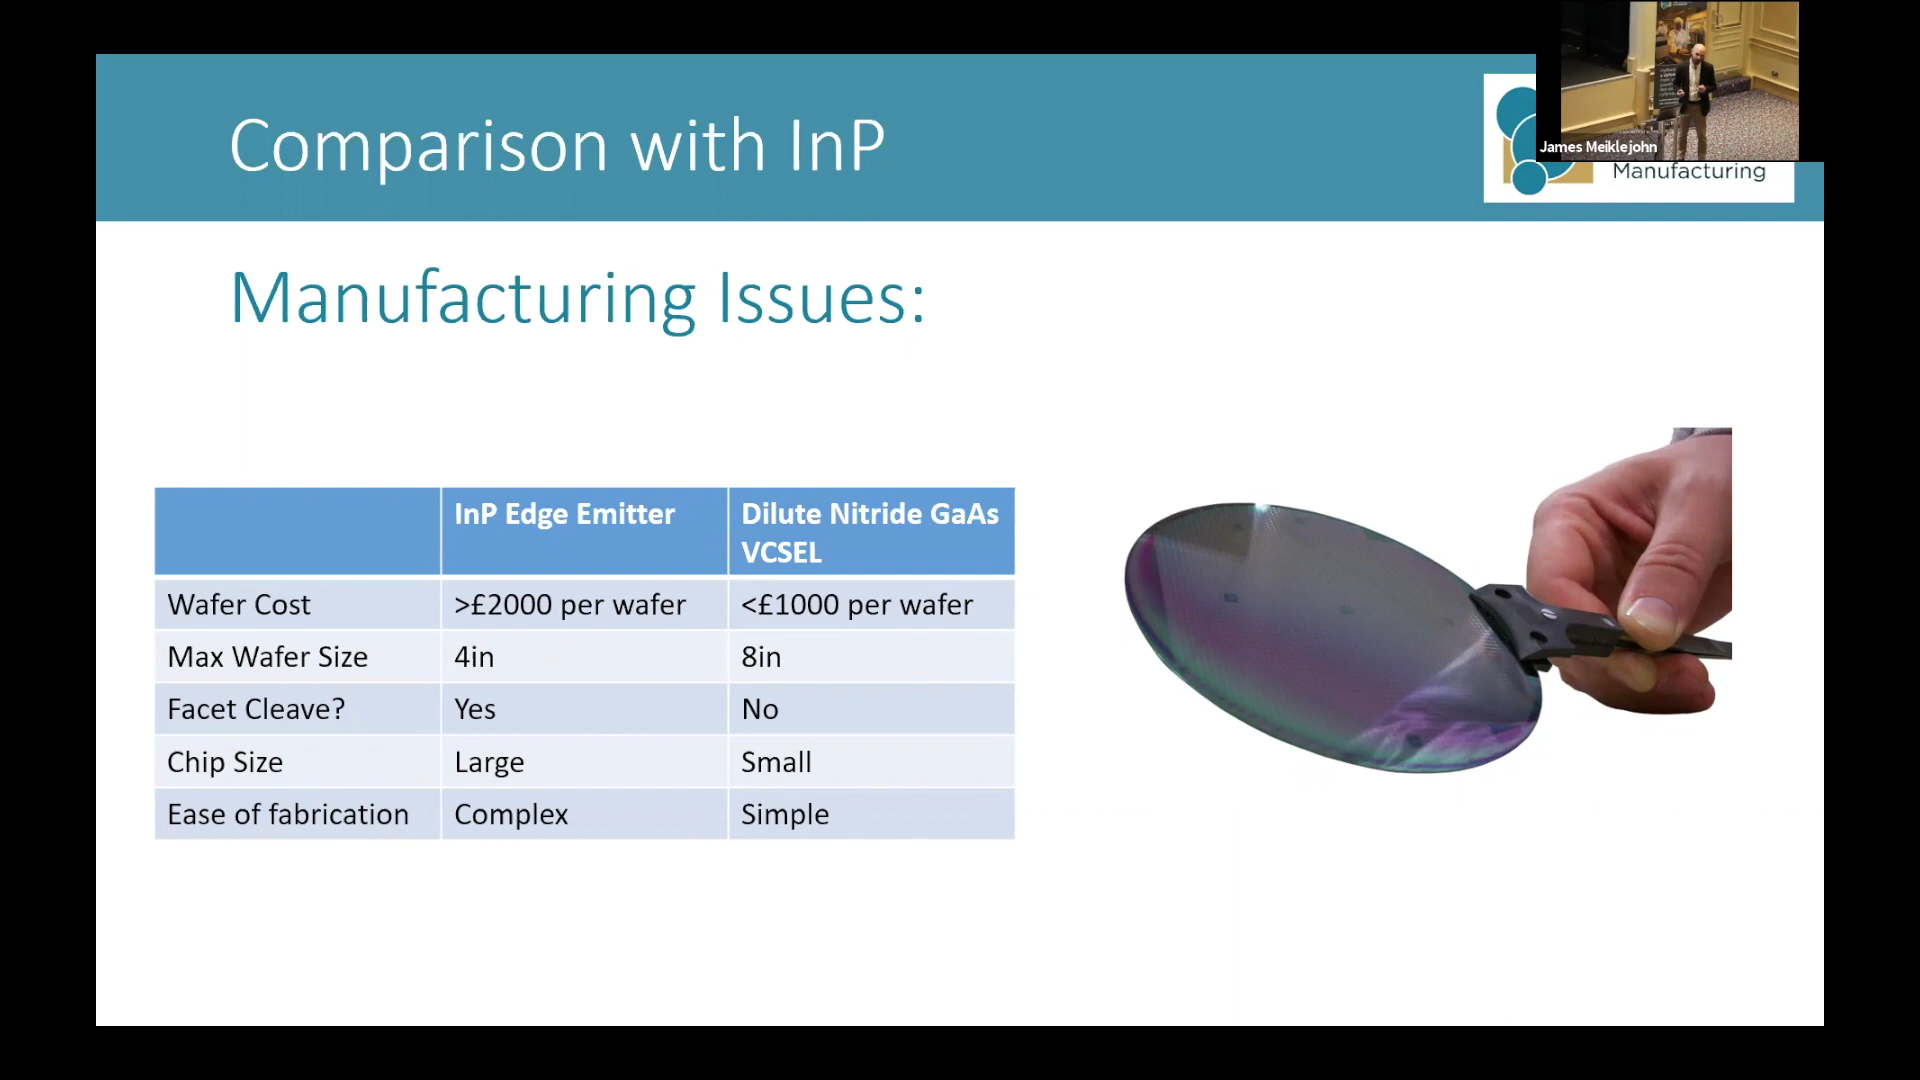 Comparison with InP
James Meiklejohn
Manufacturing
Manufacturing Issues:
InP Edge Emitter
Dilute Nitride GaAs
VCSEL
Wafer Cost >£2000 per wafer <£1000 per wafer
Max Wafer Size 4in 8in
Facet Cleave? Yes No
Chip Size Large Small
Ease of fabrication Complex Simple